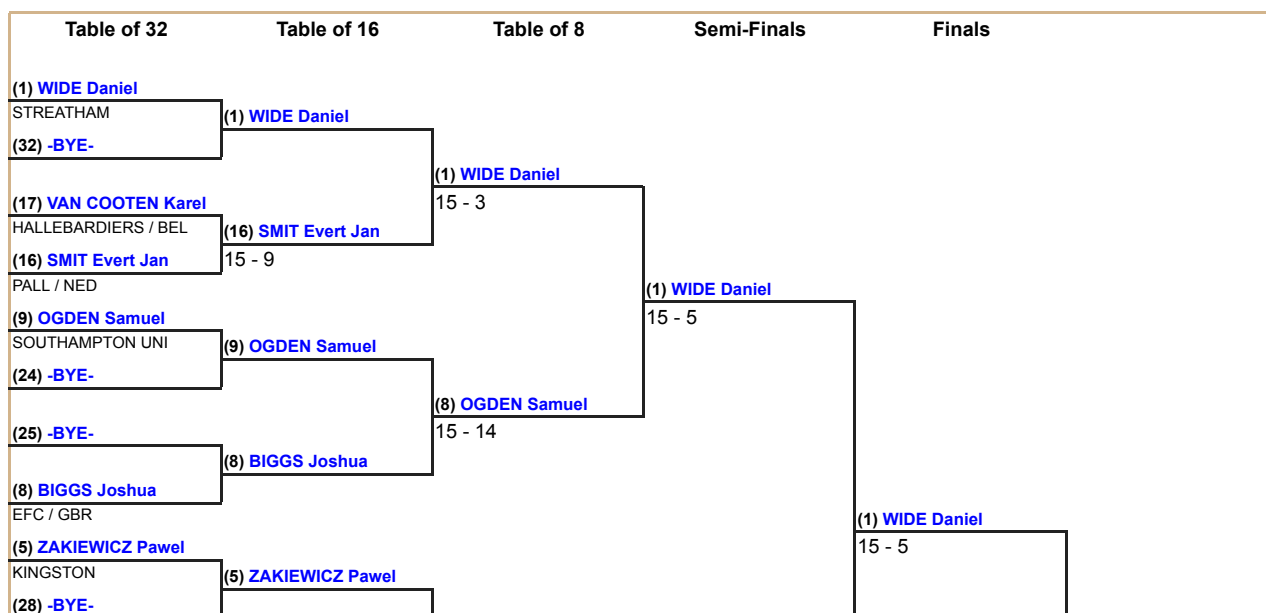 Table of 32 Table of 16 Table of 8 Semi-Finals Finals
(1) WIDE Daniel
STREATHAM
(1) WIDE Daniel
(32) -BYE-
(1) WIDE Daniel
(17) VAN COOTEN Karel
15 - 3
HALLEBARDIERS / BEL
(16) SMIT Evert Jan
(16) SMIT Evert Jan
15 - 9
PALL / NED
(1) WIDE Daniel
(9) OGDEN Samuel
15 - 5
SOUTHAMPTON UNI
(9) OGDEN Samuel
(24) -BYE-
(8) OGDEN Samuel
(25) -BYE-
15 - 14
(8) BIGGS Joshua
(8) BIGGS Joshua
EFC / GBR
(1) WIDE Daniel
(5) ZAKIEWICZ Pawel
15 - 5
KINGSTON
(5) ZAKIEWICZ Pawel
(28) -BYE-